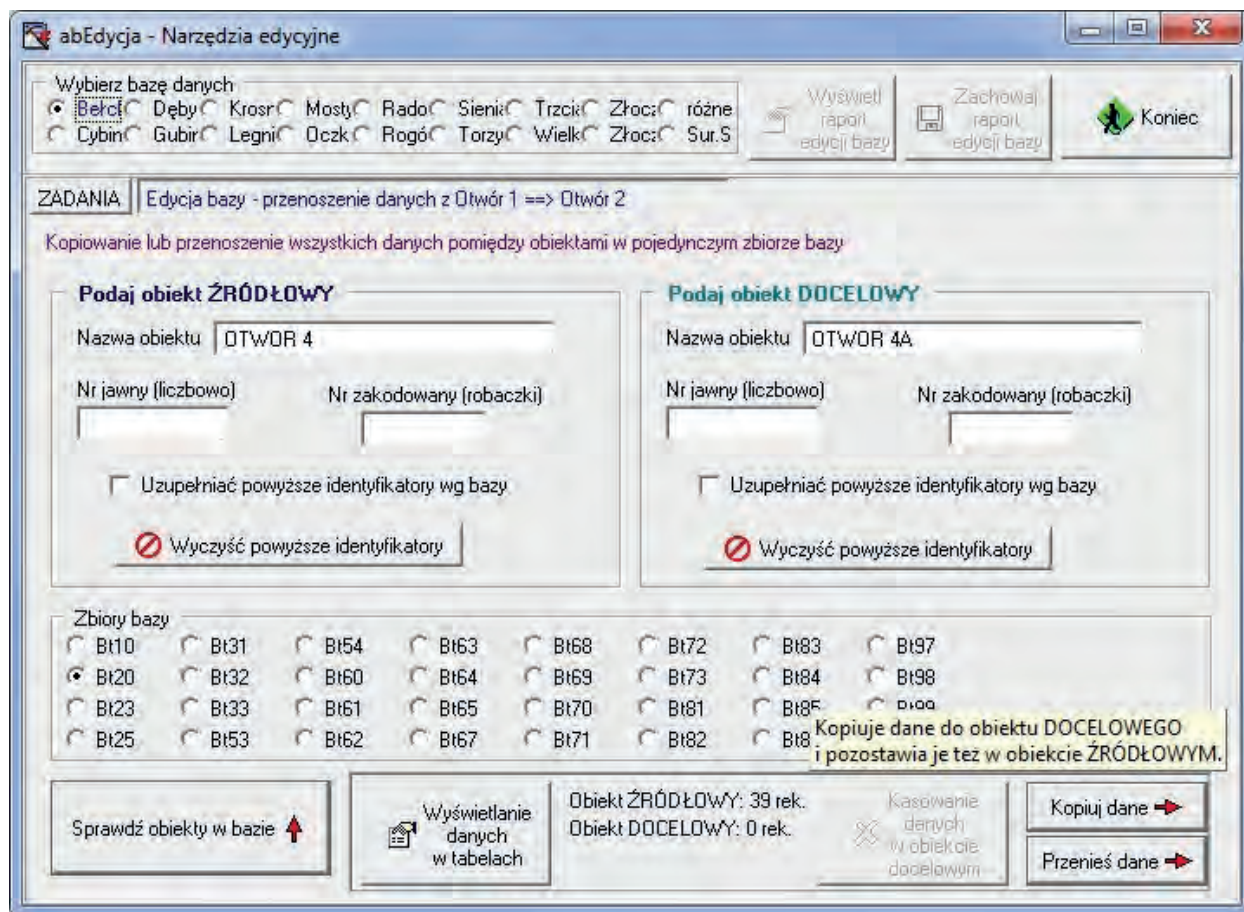 abEdycja - Narzędzia edycyjne
Wybierz bazę danych
Dęby Krosr Mosty Rado Sienia Trzcia Złocz różne
Cybin Gubir Legni Oczk Rogó Torzy Wielk Złocz Sur.S
Wyświetl raport edycji bazy
Zachowaj raport edycji bazy
Koniec
ZADANIA
Edycja bazy - przenoszenie danych z Otwór 1 ==> Otwór 2
Kopiowanie lub przenoszenie wszystkich danych pomiędzy obiektami w pojedynczym zbiorze bazy
Podaj obiekt ŹRÓDŁOWY
Nazwa obiektu OTWOR 4
Nr jawny (liczbowo) Nr zakodowany (robaczki)
Uzupełniać powyższe identyfikatory wg bazy
Wyczyść powyższe identyfikatory
Podaj obiekt DOCELOWY
Nazwa obiektu OTWOR 4A
Nr jawny (liczbowo) Nr zakodowany (robaczki)
Uzupełniać powyższe identyfikatory wg bazy
Wyczyść powyższe identyfikatory
Zbiory bazy
Bt10 Bt31 Bt54 Bt63 Bt68 Bt72 Bt83 Bt97
Bt20 Bt32 Bt60 Bt64 Bt69 Bt73 Bt84 Bt98
Bt23 Bt33 Bt61 Bt65 Bt70 Bt81 Bt85 Bt99
Bt25 Bt53 Bt62 Bt67 Bt71 Bt82 Bt8
Kopiuje dane do obiektu DOCELOWEGO
i pozostawia je też w obiekcie ŹRÓDŁOWYM.
Sprawdź obiekty w bazie
Wyświetlanie
danych
w tabelach
Obiekt ŹRÓDŁOWY: 39 rek.
Obiekt DOCELOWY: 0 rek.
Kasowanie
danych
w obiekcie
docelowym
Kopiuj dane
Przenieś dane